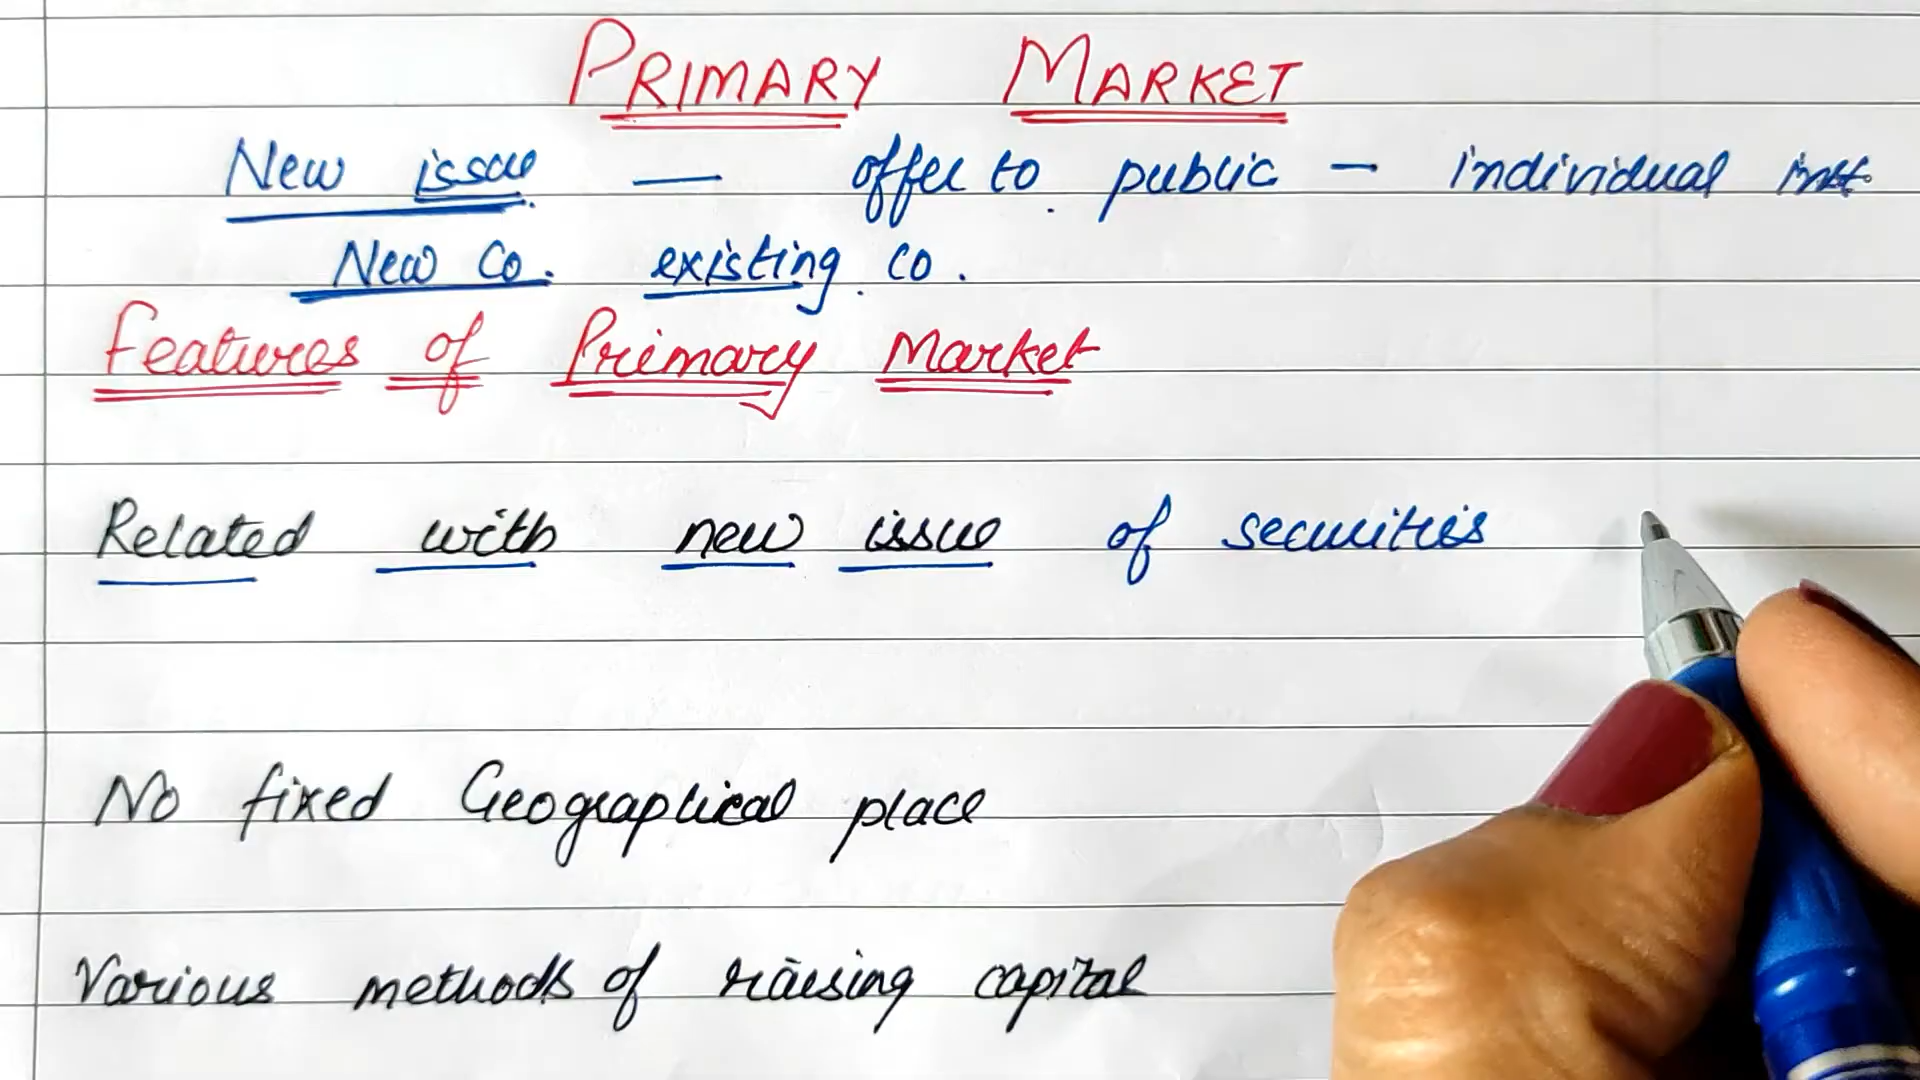 PRIMARY MARKET
New issue — offer to public – individual inst.
New Co. existing co.
Features of Primary Market
Related with new issue of securities
No fixed Geographical place
Various methods of raising capital